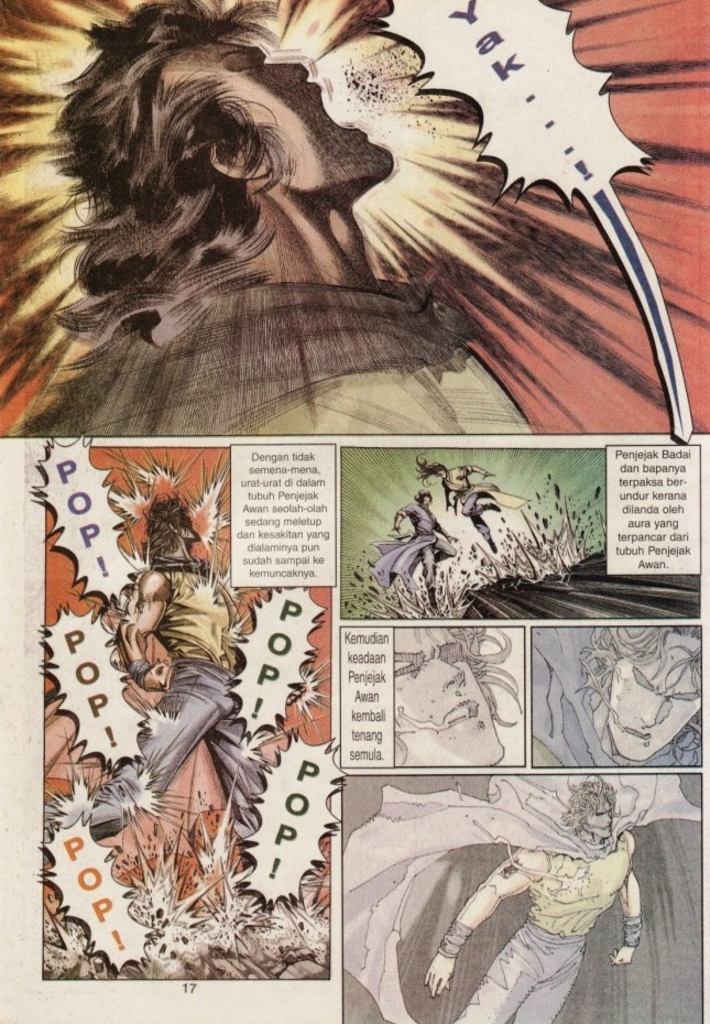 Yakiiii!
POP!
Dengan tidak
semena-mena,
urat-urat di dalam
tubuh Penjejak
Awan seolah-olah
sedang meletup
dan kesakitan yang
dialaminya pun
sudah sampai ke
kemuncaknya.
POP!
POP!
POP!
POP!
Penjejak Badai
dan bapanya
terpaksa ber-
undur kerana
dilanda oleh
aura yang
terpancar dari
tubuh Penjejak
Awan.
Kemudian
keadaan
Penjejak
Awan
kembali
tenang
semula.
17